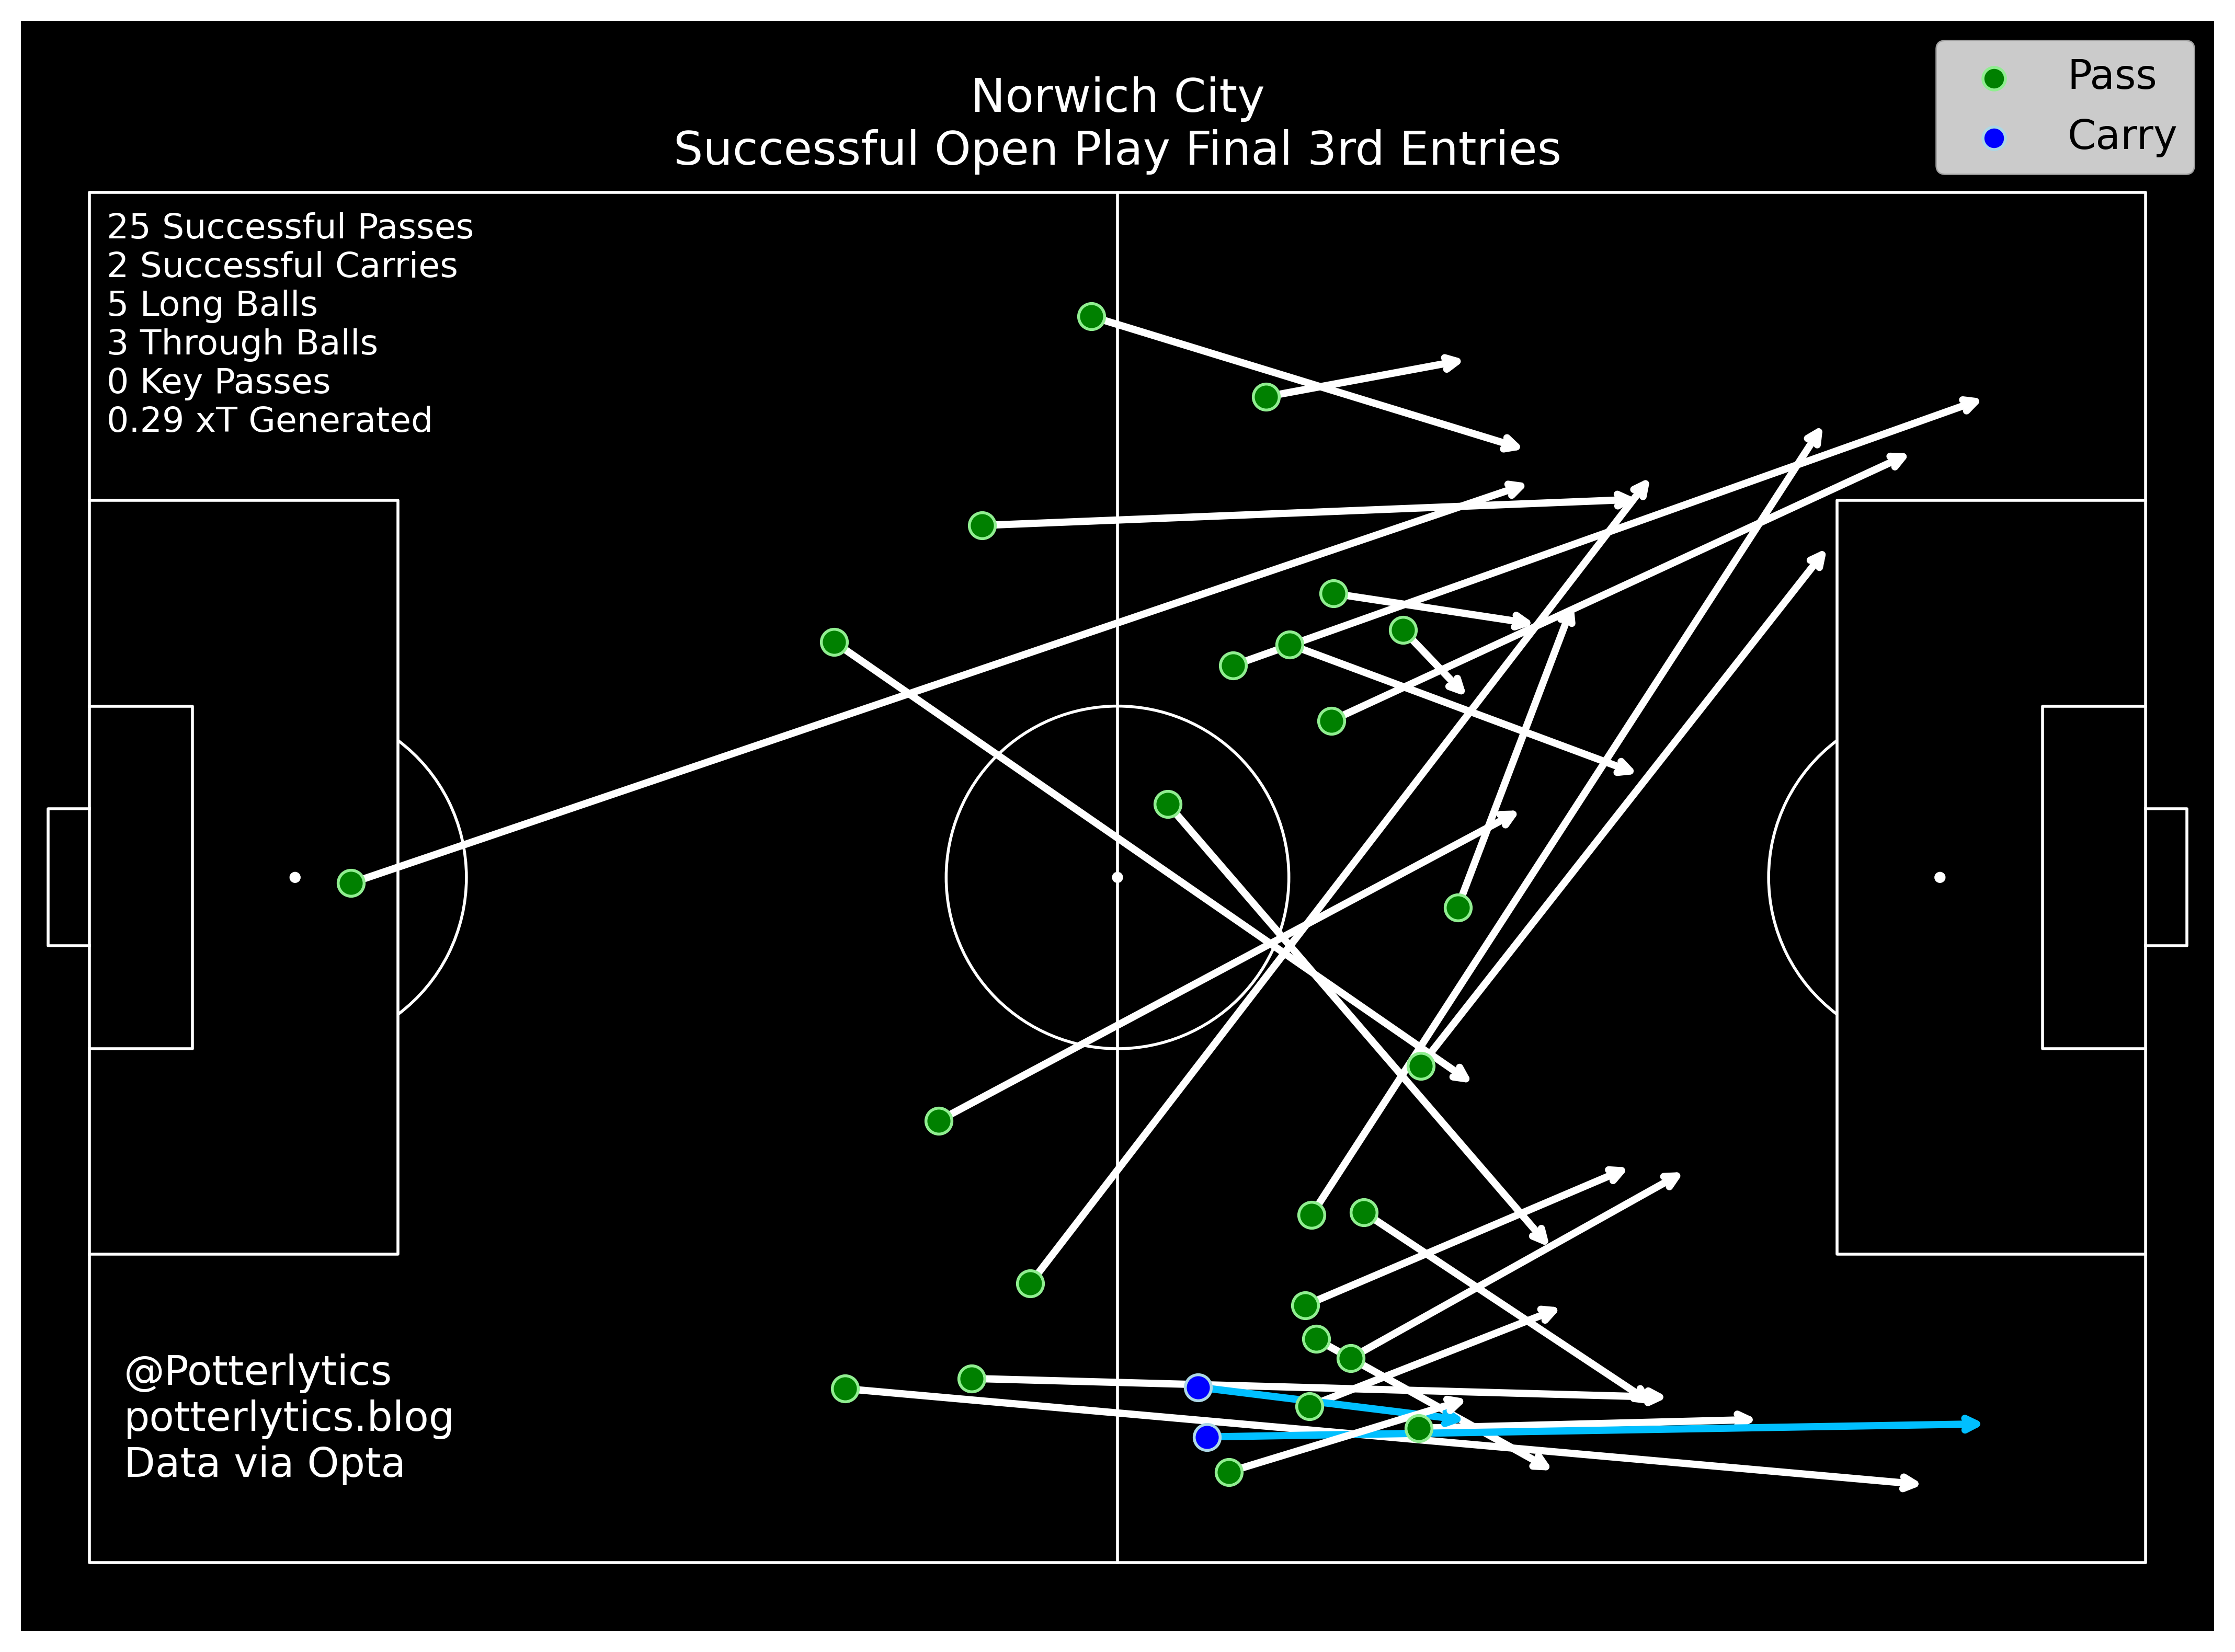 Norwich City
Successful Open Play Final 3rd Entries
Pass
Carry
25 Successful Passes
2 Successful Carries
5 Long Balls
3 Through Balls
0 Key Passes
0.29 xT Generated
@Potterlytics
potterlytics.blog
Data via Opta